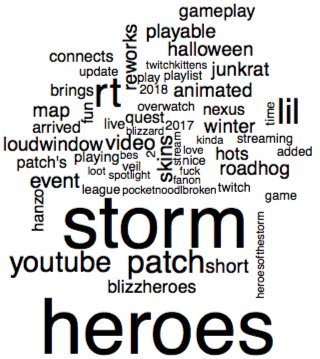 gameplay
playable
halloween
connects
reworks
twitchkittens
junkrat
update
play playlist
brings
rt
2018
animated
map
fun
overwatch
nexus
time
lil
arrived
live
quest
blizzard
2017
winter
kinda
streaming
loudwindow
video
2
skins
stream
love
hots
added
patch's
playing
bes
st
nice
roadhog
loot
veil
spotlight
fuck
fanon
event
league
pocketnoodlbroken
twitch
hanzo
game
storm
heroesofthestorm
youtube
patch
short
blizzheroes
heroes